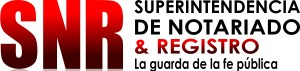 SNR
SUPERINTENDENCIA
DE NOTARIADO
& REGISTRO
La guarda de la fe pública